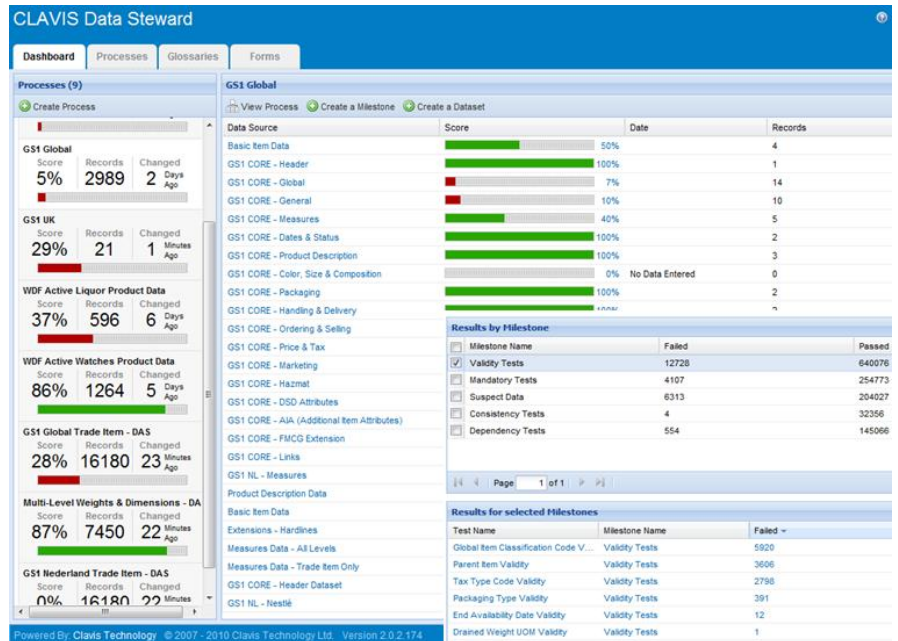 CLAVIS Data Steward
Dashboard Processes Glossaries Forms
Processes (9)
Create Process
GS1 Global
Score Records Changed
5% 2989 2 Days Ago
GS1 UK
Score Records Changed
29% 21 1 Minutes Ago
WDF Active Liquor Product Data
Score Records Changed
37% 596 6 Days Ago
WDF Active Watches Product Data
Score Records Changed
86% 1264 5 Days Ago
GS1 Global Trade Item - DAS
Score Records Changed
28% 16180 23 Minutes Ago
Multi-Level Weights & Dimensions - DA
Score Records Changed
87% 7450 22 Minutes Ago
GS1 Nederland Trade Item - DAS
Score Records Changed
0% 16180 22 Minutes
GS1 Global
View Process Create a Milestone Create a Dataset
Data Source Score Date Records
Basic Item Data 50% 4
GS1 CORE - Header 100% 1
GS1 CORE - Global 7% 14
GS1 CORE - General 10% 10
GS1 CORE - Measures 40% 5
GS1 CORE - Dates & Status 100% 2
GS1 CORE - Product Description 100% 3
GS1 CORE - Color, Size & Composition 0% No Data Entered 0
GS1 CORE - Packaging 100% 2
GS1 CORE - Handling & Delivery 100%
GS1 CORE - Ordering & Selling
GS1 CORE - Price & Tax
GS1 CORE - Marketing
GS1 CORE - Hazmat
GS1 CORE - DSD Attributes
GS1 CORE - AIA (Additional Item Attributes)
GS1 CORE - FMCG Extension
GS1 CORE - Links
GS1 NL - Measures
Product Description Data
Basic Item Data
Extensions - Hardlines
Measures Data - All Levels
Measures Data - Trade Item Only
GS1 CORE - Header Dataset
GS1 NL - Nestlé
Results by Milestone
Milestone Name Failed Passed
Validity Tests 12728 640076
Mandatory Tests 4107 254773
Suspect Data 6313 204027
Consistency Tests 4 32356
Dependency Tests 554 145066
Page 1 of 1
Results for selected Milestones
Test Name Milestone Name Failed
Global Item Classification Code V... Validity Tests 5920
Parent Item Validity Validity Tests 3606
Tax Type Code Validity Validity Tests 2798
Packaging Type Validity Validity Tests 391
End Availability Date Validity Validity Tests 12
Drained Weight UOM Validity Validity Tests 1
Powered By: Clavis Technology © 2007 - 2010 Clavis Technology Ltd. Version 2.0.2.174